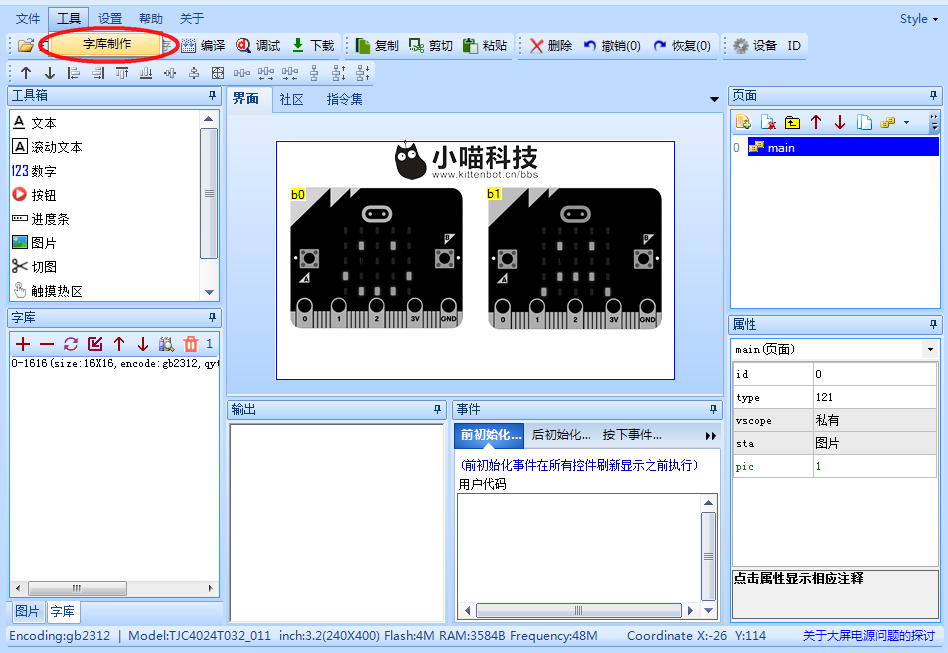 文件 工具 设置 帮助 关于 Style
字库制作 编译 调试 下载 复制 剪切 粘贴 删除 撤销(0) 恢复(0) 设备 ID
工具箱
A 文本
A 滚动文本
123 数字
按钮
进度条
图片
切图
触摸热区
字库
1
0-1616(size:16X16,encode:gb2312,qyt
图片 字库
界面 社区 指令集
小喵科技
www.kittenbot.cn/bbs
b0
A B
0 1 2 3V GND
b1
A B
0 1 2 3V GND
输出
事件
前初始化... 后初始化... 按下事件...
(前初始化事件在所有控件刷新显示之前执行)
用户代码
页面
0 main
属性
main(页面)
id 0
type 121
vscope 私有
sta 图片
pic 1
点击属性显示相应注释
Encoding:gb2312 | Model:TJC4024T032_011 inch:3.2(240X400) Flash:4M RAM:3584B Frequency:48M Coordinate X:-26 Y:114 关于大屏电源问题的探讨